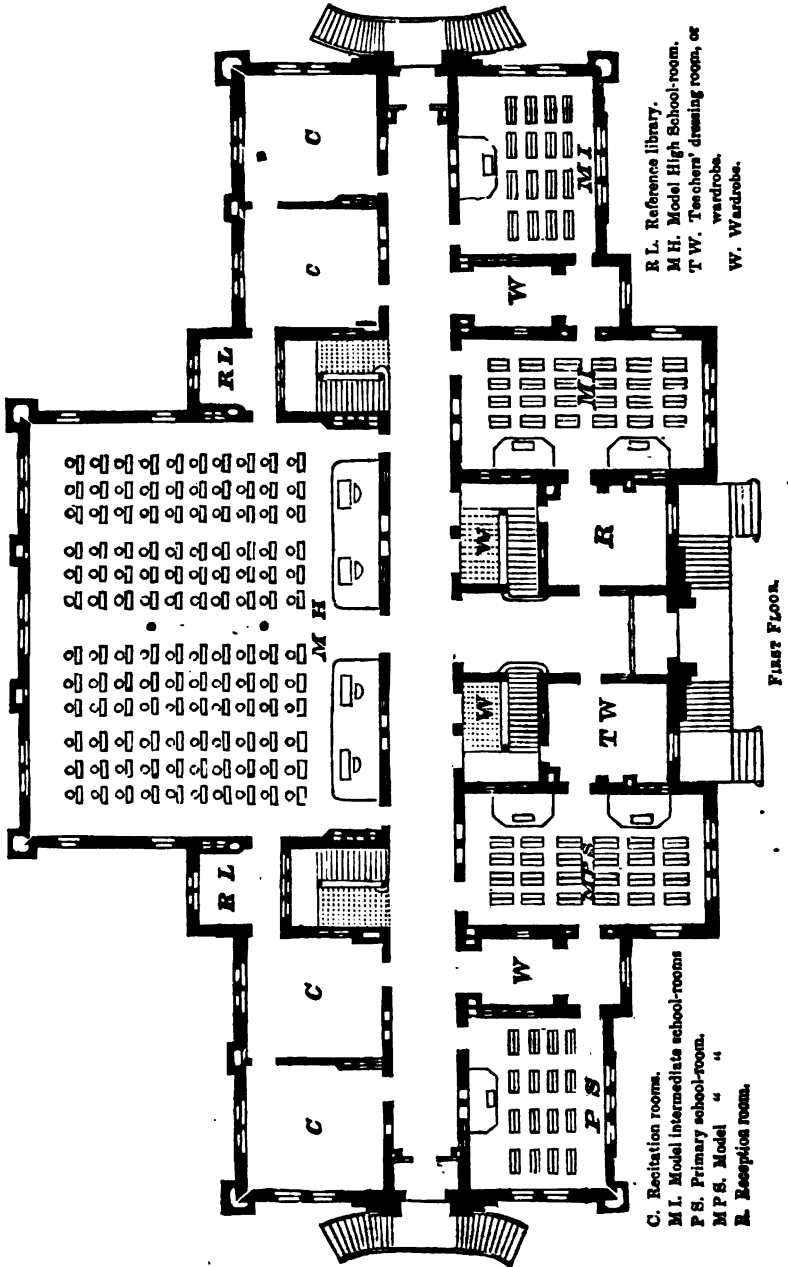 R L
R L
C
C
C
C
M H
W
W
W
W
P S
M P S
M I
M I
T W
R
C. Recitation rooms.
M I. Model intermediate school-rooms
P S. Primary school-room.
M P S. Model " "
R. Reception room.
R L. Reference library.
M H. Model High School-room.
T W. Teachers' dressing room, or
wardrobe.
W. Wardrobe.
FIRST FLOOR.